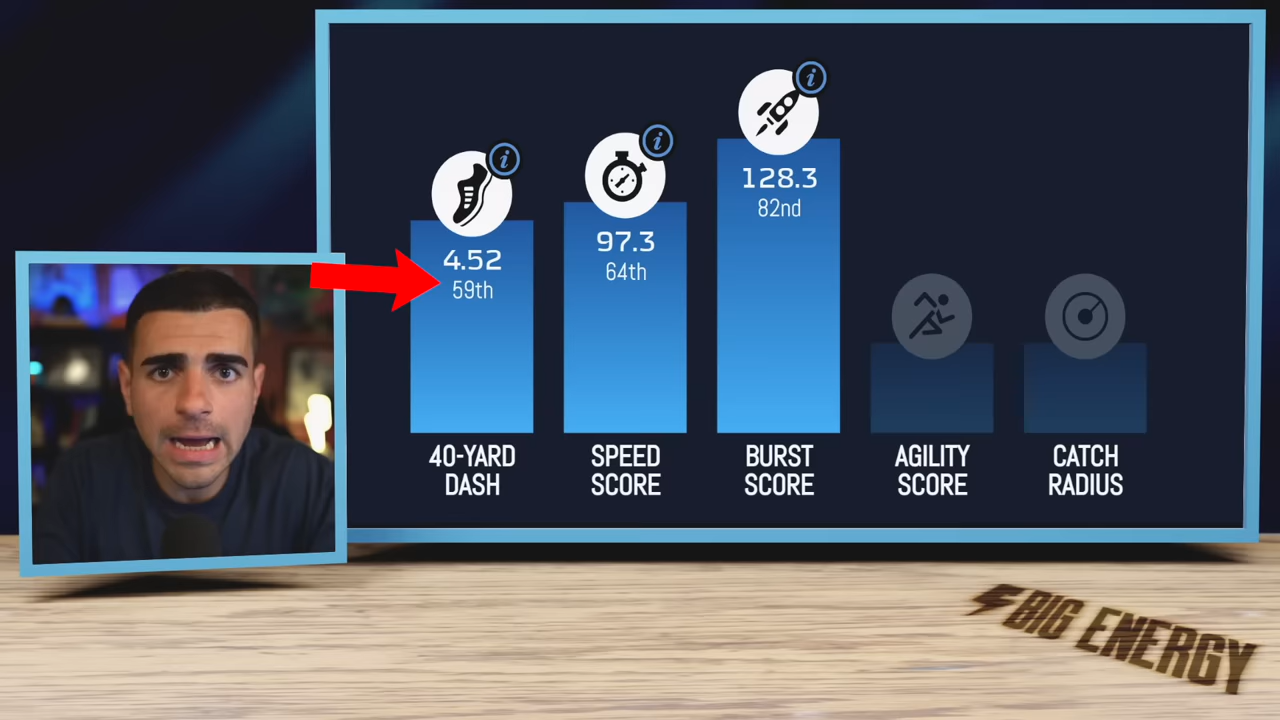 4.52
59th
97.3
64th
128.3
82nd
40-YARD
DASH
SPEED
SCORE
BURST
SCORE
AGILITY
SCORE
CATCH
RADIUS
BIG ENERGY